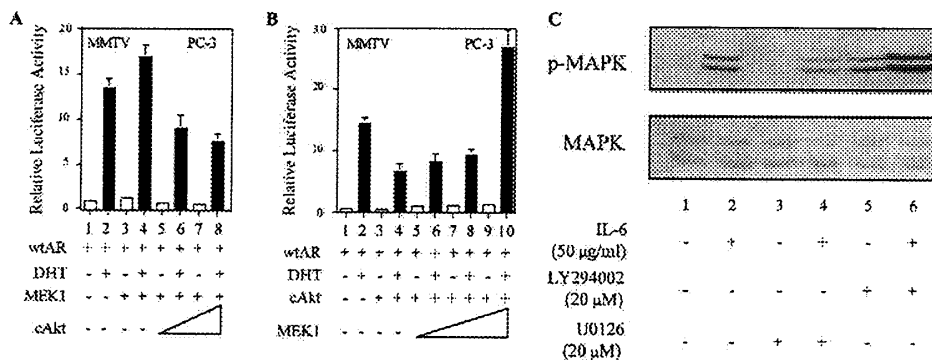 A
Relative Luciferase Activity
20
15
10
5
0
MMTV PC-3
1 2 3 4 5 6 7 8
wtAR + + + + + + + +
DHT - + - + - + - +
MEK1 - - + + + + + +
cAkt - - - -
B
Relative Luciferase Activity
30
20
10
0
MMTV PC-3
1 2 3 4 5 6 7 8 9 10
wtAR + + + + + + + + + +
DHT - + - + - + - + - +
cAkt - - + + + + + + + +
MEK1 - - - -
C
p-MAPK
MAPK
1 2 3 4 5 6
IL-6 (50 µg/ml) - + - + - +
LY294002 (20 µM) - - - - + +
U0126 (20 µM) - - + + - -